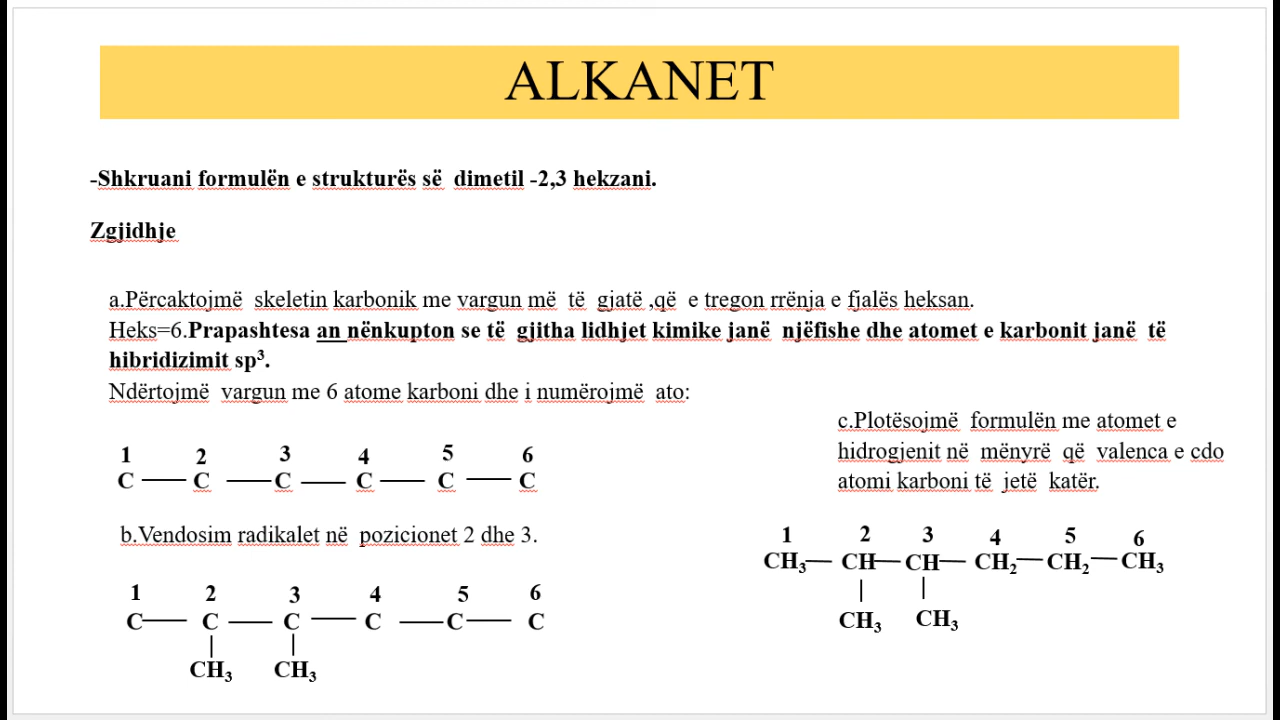 ALKANET
-Shkruani formulën e strukturës së dimetil -2,3 hekzani.
Zgjidhje
a.Përcaktojmë skeletin karbonik me vargun më të gjatë ,që e tregon rrënja e fjalës heksan.
Heks=6.Prapashtesa an nënkupton se të gjitha lidhjet kimike janë njëfishe dhe atomet e karbonit janë të
hibridizimit sp³.
Ndërtojmë vargun me 6 atome karboni dhe i numërojmë ato:
1 2 3 4 5 6
C — C — C — C — C — C
b.Vendosim radikalet në pozicionet 2 dhe 3.
1 2 3 4 5 6
C — C — C — C — C — C
| |
CH₃ CH₃
c.Plotësojmë formulën me atomet e
hidrogjenit në mënyrë që valenca e cdo
atomi karboni të jetë katër.
1 2 3 4 5 6
CH₃ — CH — CH — CH₂ — CH₂ — CH₃
| |
CH₃ CH₃